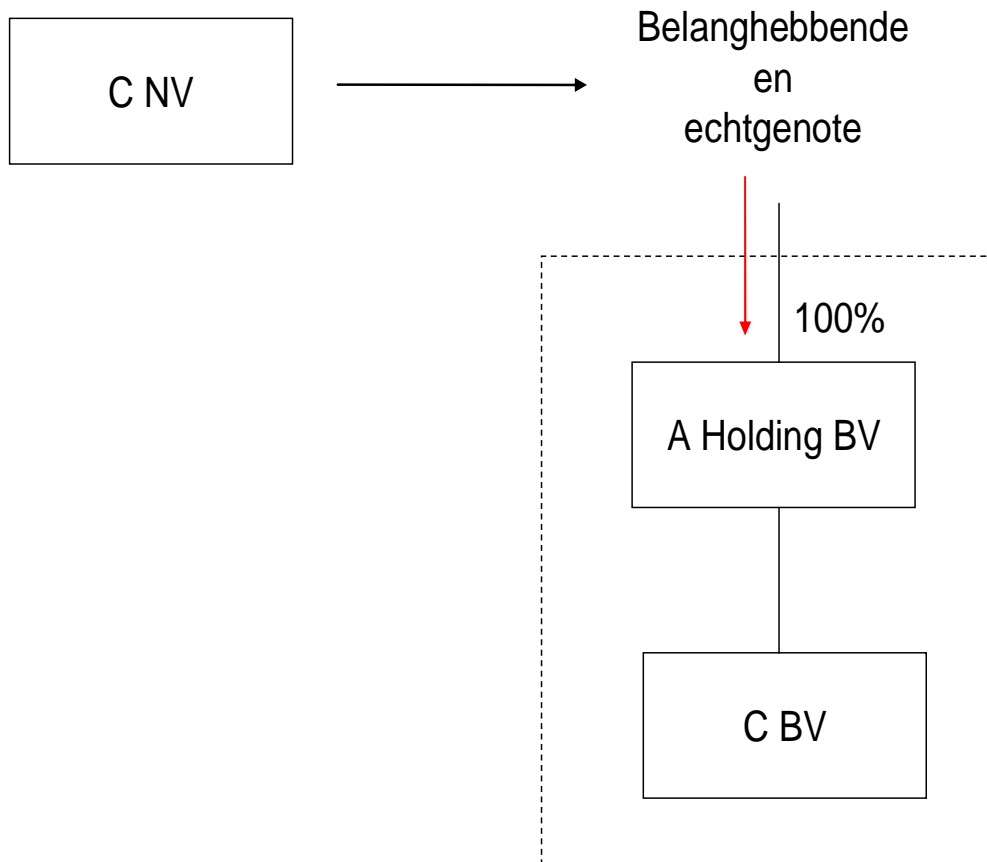 C NV
Belanghebbende
en
echtgenote
100%
A Holding BV
C BV